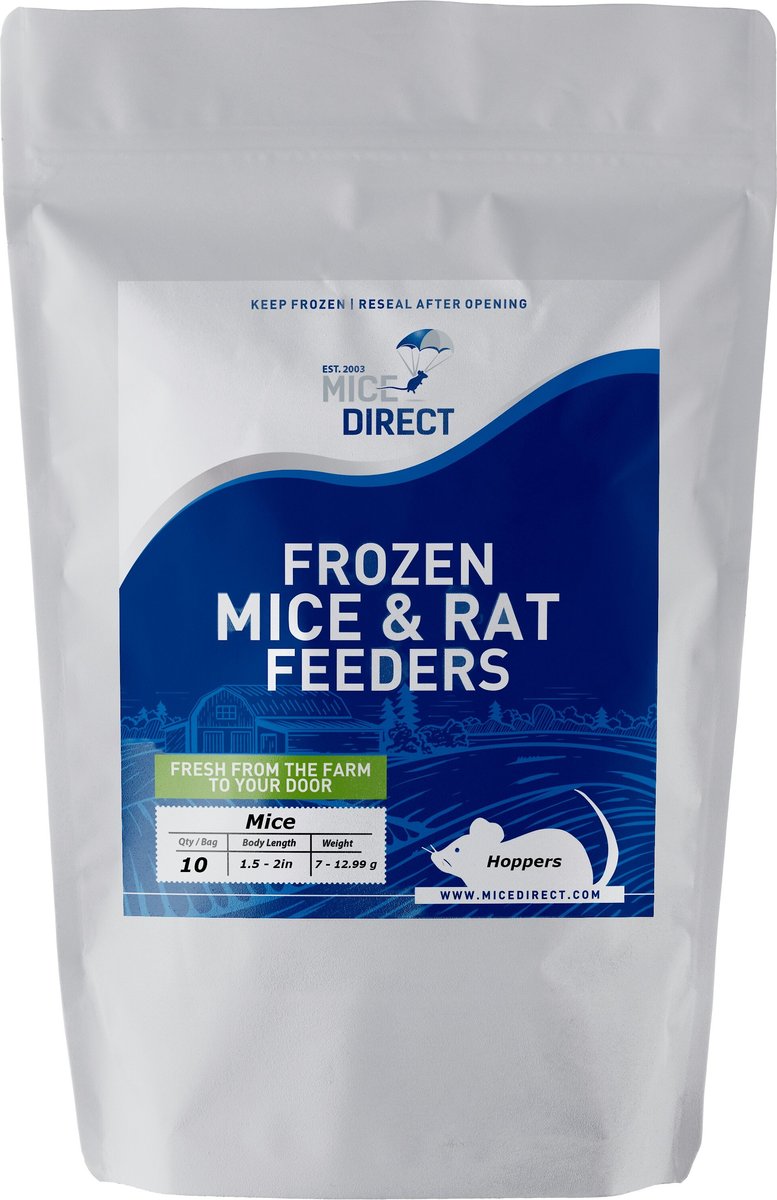 KEEP FROZEN | RESEAL AFTER OPENING
EST. 2003
MICE
DIRECT
FROZEN
MICE & RAT
FEEDERS
FRESH FROM THE FARM
TO YOUR DOOR
Mice
Qty / Bag Body Length Weight
10 1.5 - 2in 7 - 12.99 g
Hoppers
WWW.MICEDIRECT.COM